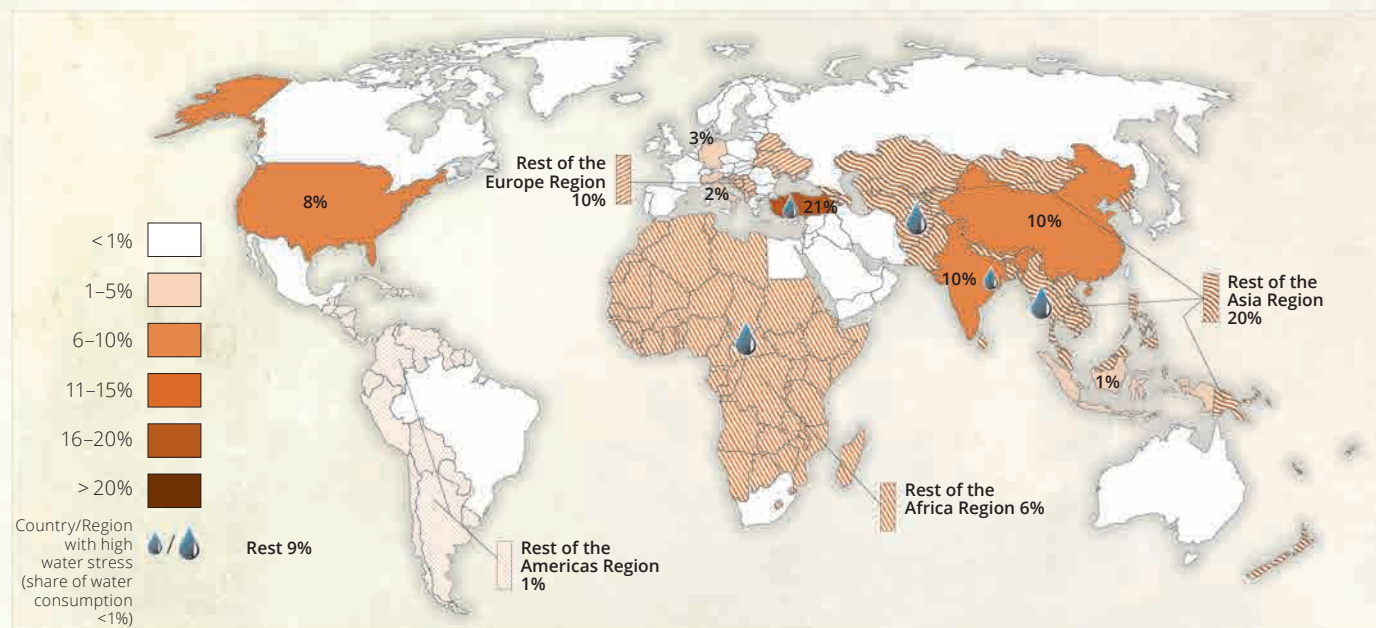 3%
Rest of the
Europe Region
10%
2%
21%
8%
10%
10%
< 1%
1–5%
6–10%
11–15%
16–20%
> 20%
Country/Region
with high
water stress
(share of water
consumption
<1%)
/
Rest 9%
Rest of the
Americas Region
1%
Rest of the
Africa Region 6%
Rest of the
Asia Region
20%
1%